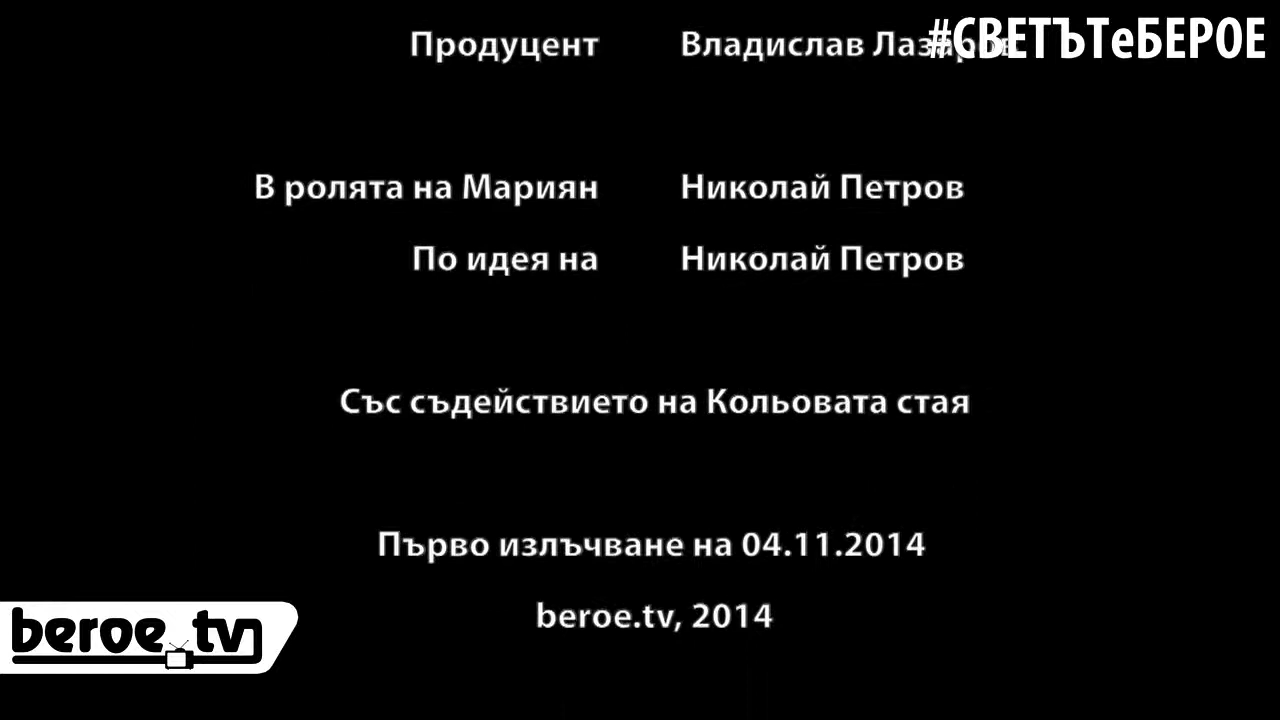 #СВЕТЪТеБЕРОЕ
Продуцент Владислав
В ролята на Мариян Николай Петров
По идея на Николай Петров
Със съдействието на Кольовата стая
Първо излъчване на 04.11.2014
beroe.tv, 2014
beroe.tv